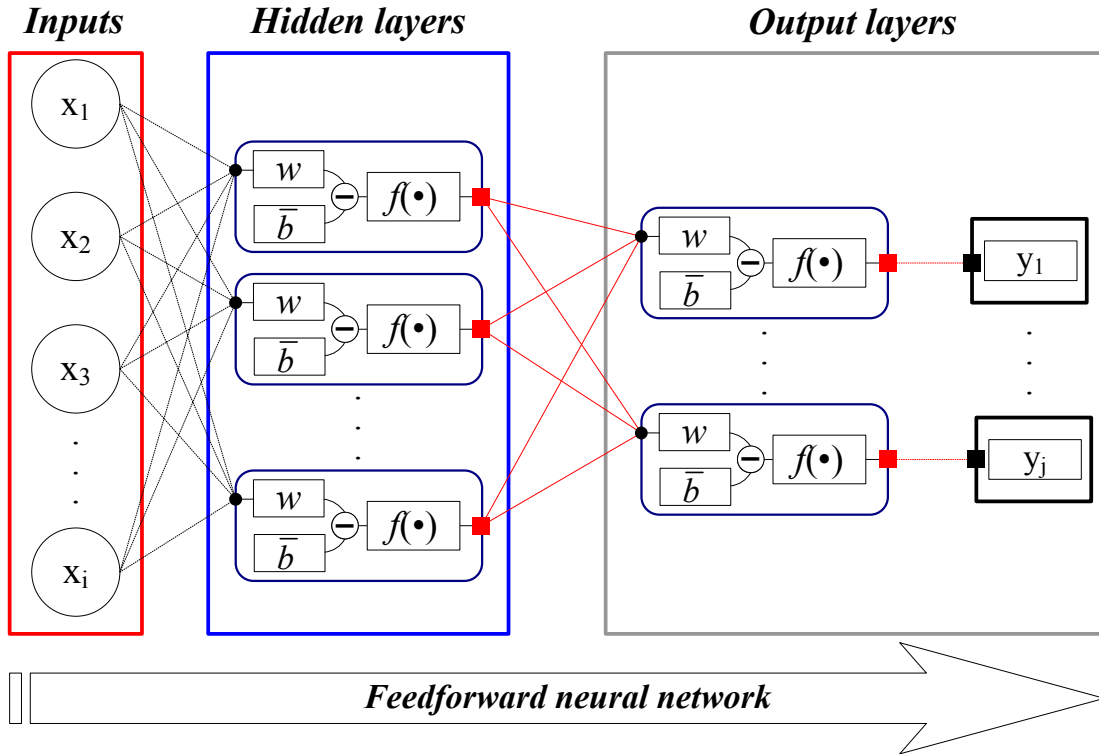 Inputs
Hidden layers
Output layers
x₁
x₂
x₃
xᵢ
w
b̅
−
f(•)
w
b̅
−
f(•)
w
b̅
−
f(•)
w
b̅
−
f(•)
y₁
w
b̅
−
f(•)
yⱼ
Feedforward neural network